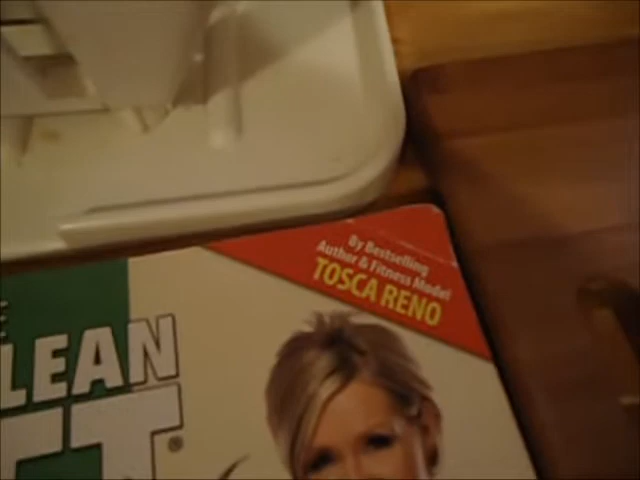 By Bestselling
Author & Fitness Model
TOSCA RENO
LEAN
®